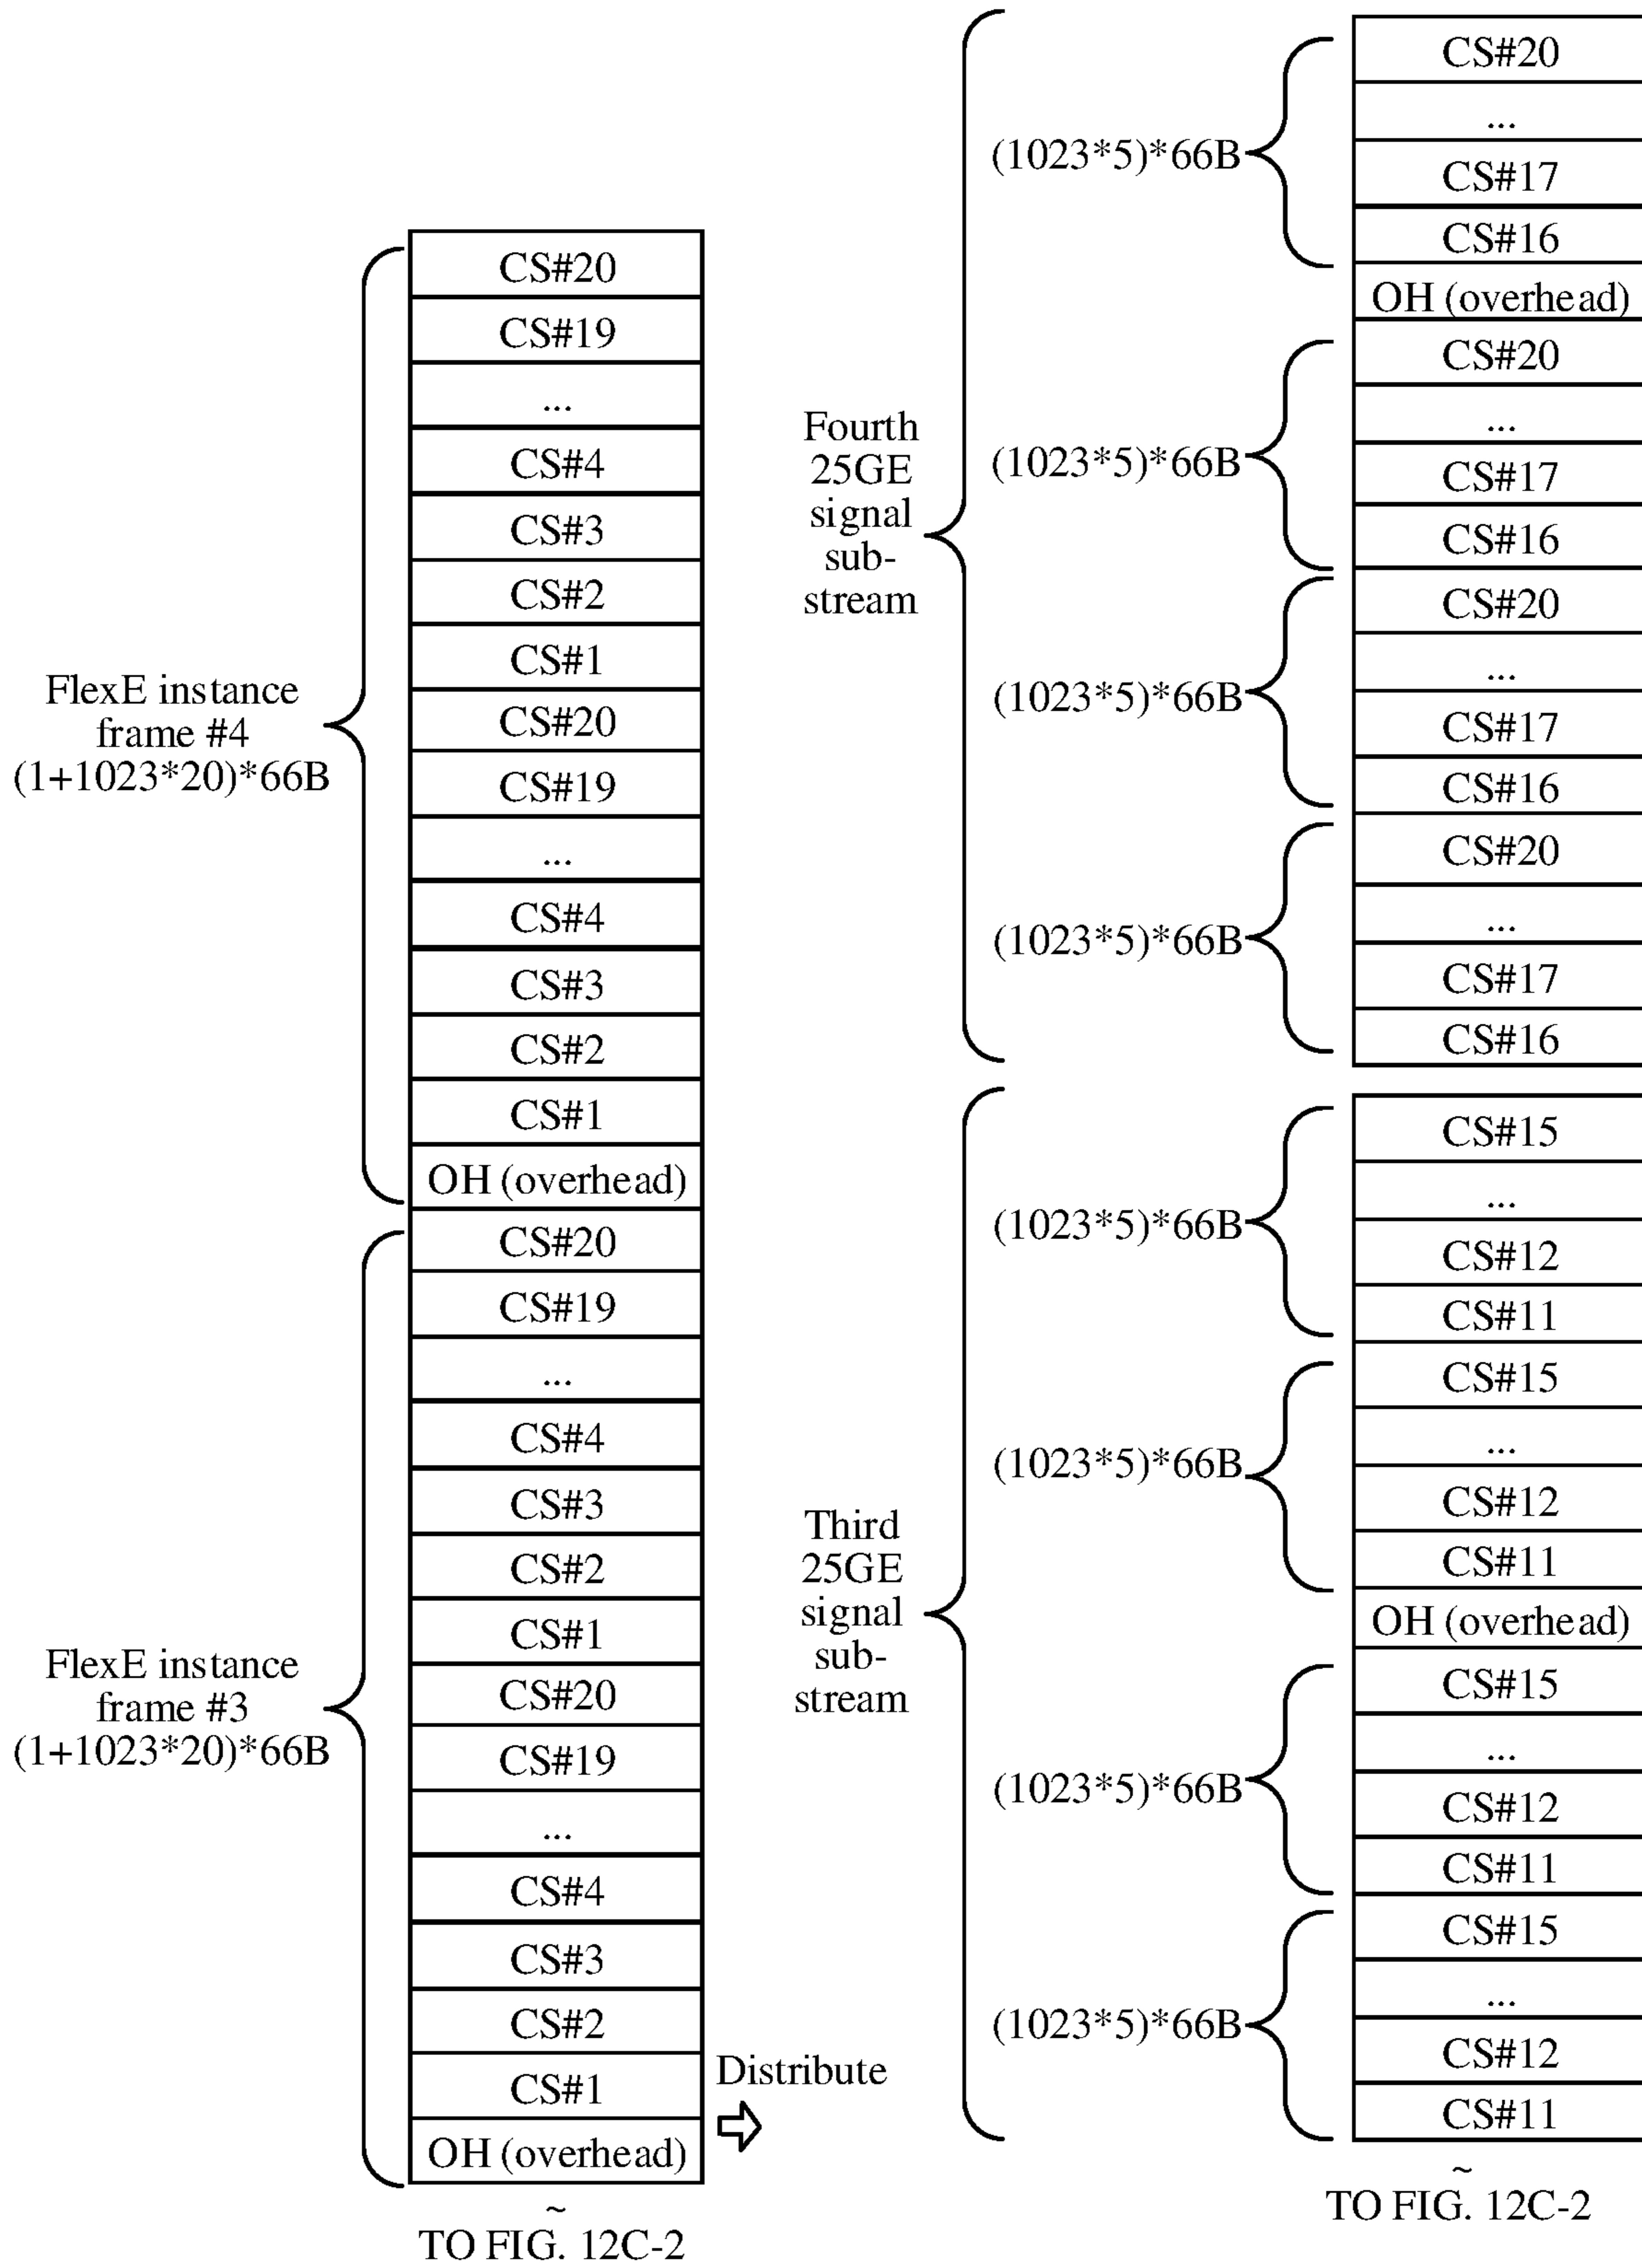 CS#20
CS#19
...
CS#4
CS#3
CS#2
CS#1
CS#20
CS#19
...
CS#4
CS#3
CS#2
CS#1
OH (overhead)
FlexE instance
frame #4
(1+1023*20)*66B
CS#20
CS#19
...
CS#4
CS#3
CS#2
CS#1
CS#20
CS#19
...
CS#4
CS#3
CS#2
CS#1
OH (overhead)
FlexE instance
frame #3
(1+1023*20)*66B
~
TO FIG. 12C-2
Distribute
Fourth
25GE
signal
sub-
stream
(1023*5)*66B
CS#20
...
CS#17
CS#16
OH (overhead)
(1023*5)*66B
CS#20
...
CS#17
CS#16
(1023*5)*66B
CS#20
...
CS#17
CS#16
(1023*5)*66B
CS#20
...
CS#17
CS#16
Third
25GE
signal
sub-
stream
(1023*5)*66B
CS#15
...
CS#12
CS#11
(1023*5)*66B
CS#15
...
CS#12
CS#11
OH (overhead)
(1023*5)*66B
CS#15
...
CS#12
CS#11
(1023*5)*66B
CS#15
...
CS#12
CS#11
~
TO FIG. 12C-2